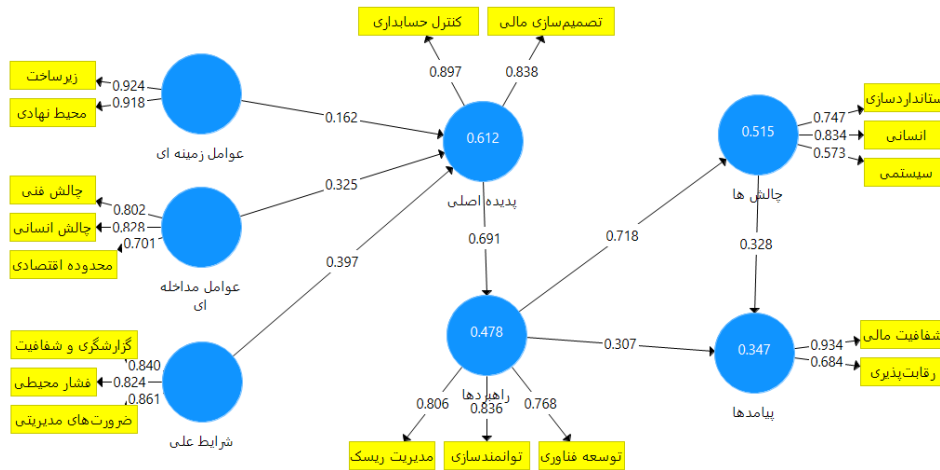 کنترل حسابداری
تصمیم‌سازی مالی
0.897
0.838
زیرساخت
محیط نهادی
0.924
0.918
عوامل زمینه ای
0.162
0.612
پدیده اصلی
ستانداردسازی
انسانی
سیستمی
0.747
0.834
0.573
0.515
چالش ها
چالش فنی
چالش انسانی
محدوده اقتصادی
0.802
0.828
0.701
عوامل مداخله
ای
0.325
0.397
0.691
0.718
0.328
گزارشگری و شفافیت
فشار محیطی
ضرورت‌های مدیریتی
0.840
0.824
0.861
شرایط علی
0.478
راهبردها
0.307
0.347
پیامدها
شفافیت مالی
رقابت‌پذیری
0.934
0.684
0.806
0.836
0.768
مدیریت ریسک
توانمندسازی
توسعه فناوری